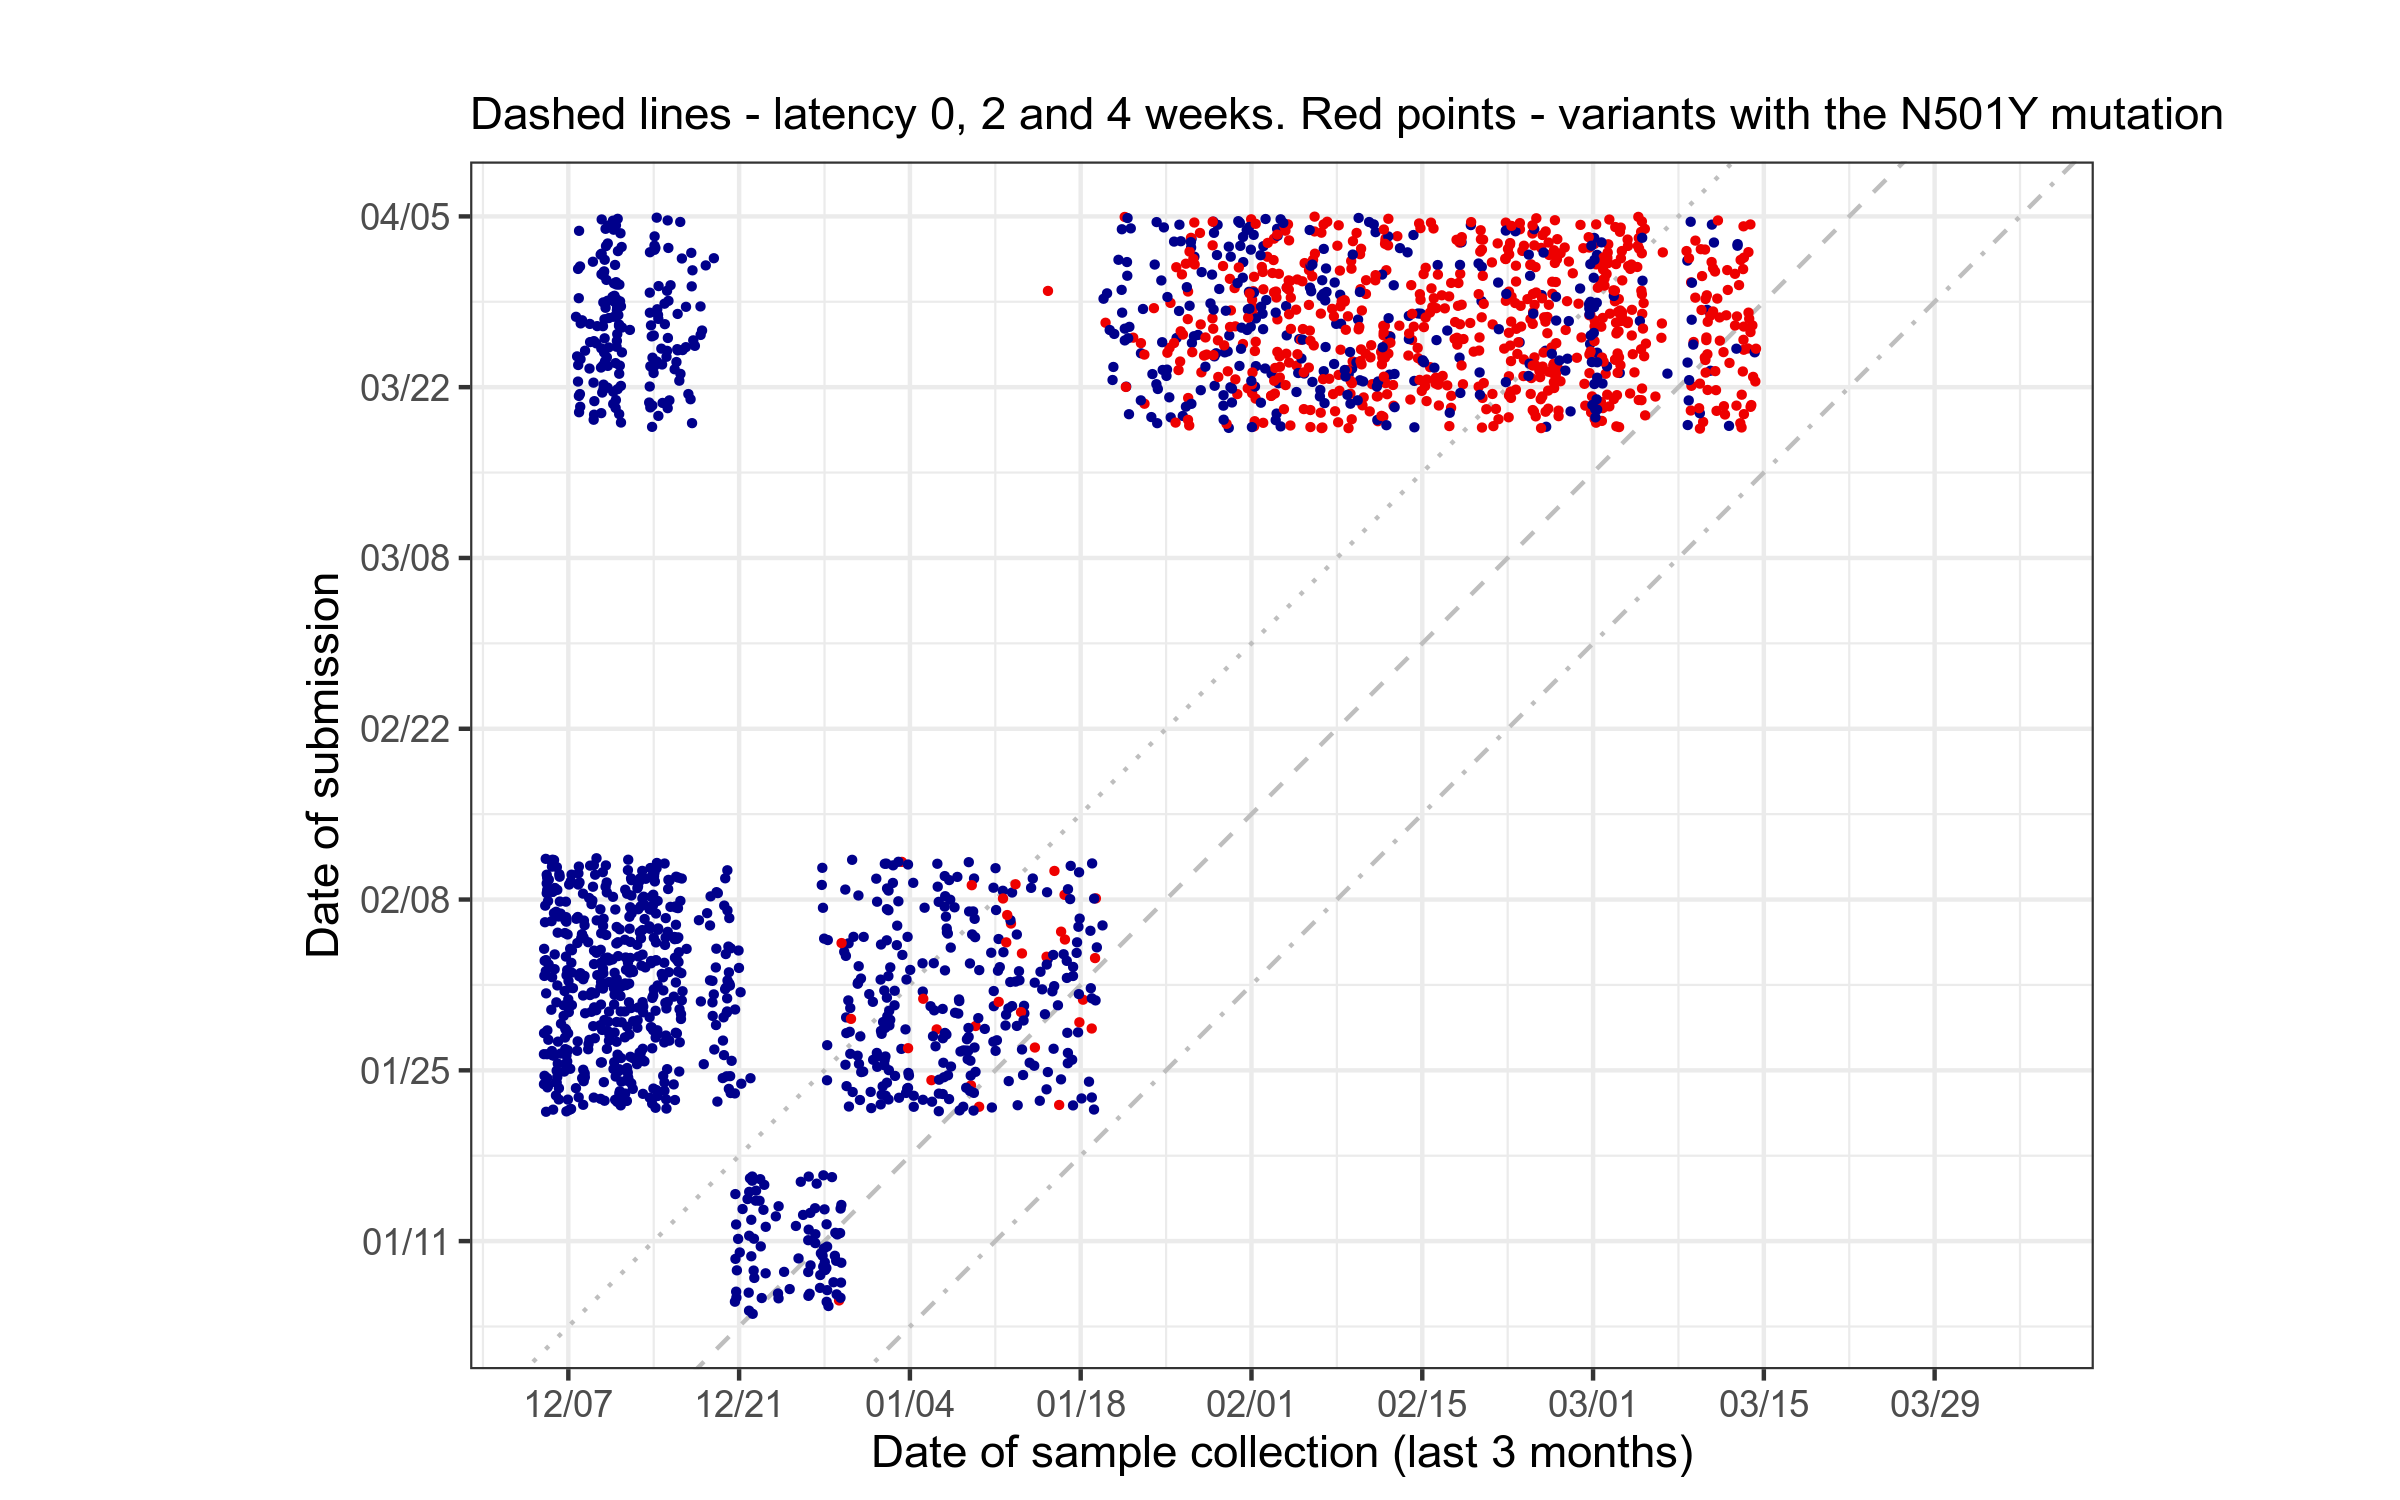 Dashed lines - latency 0, 2 and 4 weeks. Red points - variants with the N501Y mutation
Date of submission
04/05
03/22
03/08
02/22
02/08
01/25
01/11
12/07 12/21 01/04 01/18 02/01 02/15 03/01 03/15 03/29
Date of sample collection (last 3 months)